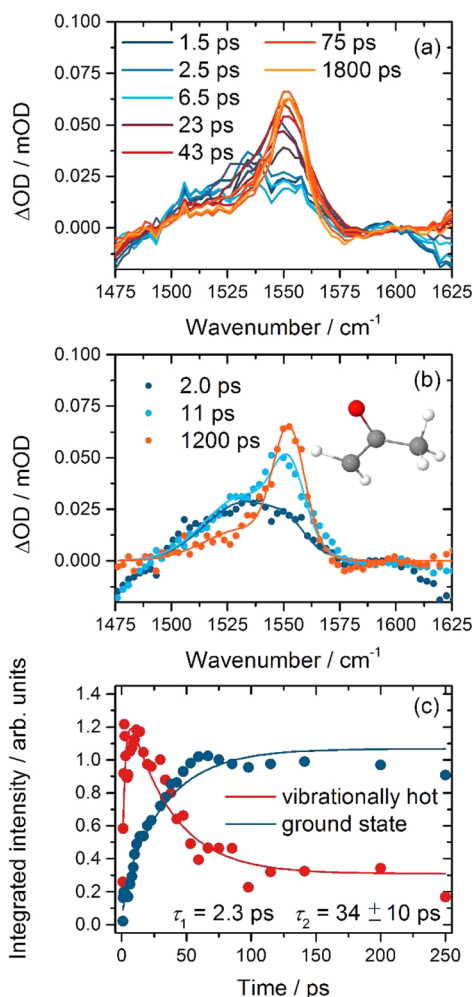 (a)
1.5 ps
75 ps
2.5 ps
1800 ps
6.5 ps
23 ps
43 ps
0.100
0.075
0.050
0.025
0.000
ΔOD / mOD
1475 1500 1525 1550 1575 1600 1625
Wavenumber / cm⁻¹
(b)
2.0 ps
11 ps
1200 ps
0.100
0.075
0.050
0.025
0.000
ΔOD / mOD
1475 1500 1525 1550 1575 1600 1625
Wavenumber / cm⁻¹
(c)
1.4
1.2
1.0
0.8
0.6
0.4
0.2
0.0
Integrated intensity / arb. units
vibrationally hot
ground state
τ₁ = 2.3 ps τ₂ = 34 ± 10 ps
0 50 100 150 200 250
Time / ps